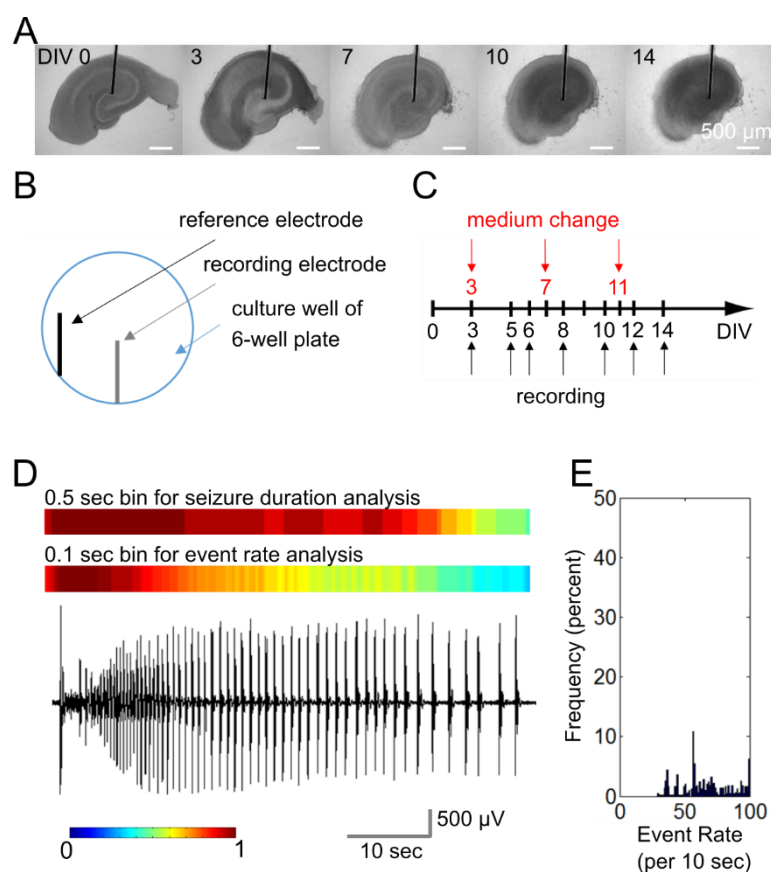 A
DIV 0
3
7
10
14
500 µm
B
reference electrode
recording electrode
culture well of
6-well plate
C
medium change
3
7
11
0
3
5
6
8
10
12
14
DIV
recording
D
0.5 sec bin for seizure duration analysis
0.1 sec bin for event rate analysis
0
1
500 µV
10 sec
E
50
40
30
20
10
0
Frequency (percent)
0
50
100
Event Rate
(per 10 sec)